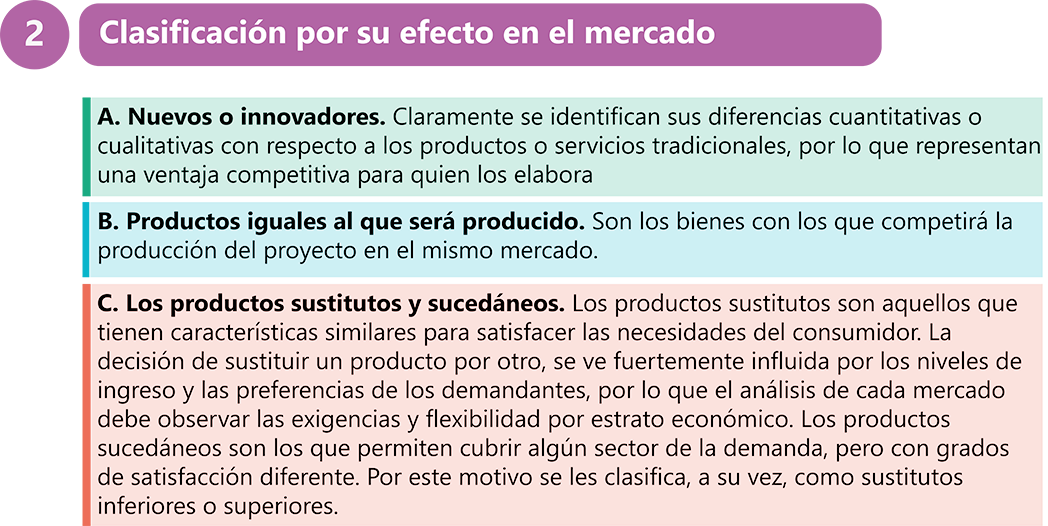 2
Clasificación por su efecto en el mercado
A. Nuevos o innovadores. Claramente se identifican sus diferencias cuantitativas o
cualitativas con respecto a los productos o servicios tradicionales, por lo que representan
una ventaja competitiva para quien los elabora
B. Productos iguales al que será producido. Son los bienes con los que competirá la
producción del proyecto en el mismo mercado.
C. Los productos sustitutos y sucedáneos. Los productos sustitutos son aquellos que
tienen características similares para satisfacer las necesidades del consumidor. La
decisión de sustituir un producto por otro, se ve fuertemente influida por los niveles de
ingreso y las preferencias de los demandantes, por lo que el análisis de cada mercado
debe observar las exigencias y flexibilidad por estrato económico. Los productos
sucedáneos son los que permiten cubrir algún sector de la demanda, pero con grados
de satisfacción diferente. Por este motivo se les clasifica, a su vez, como sustitutos
inferiores o superiores.